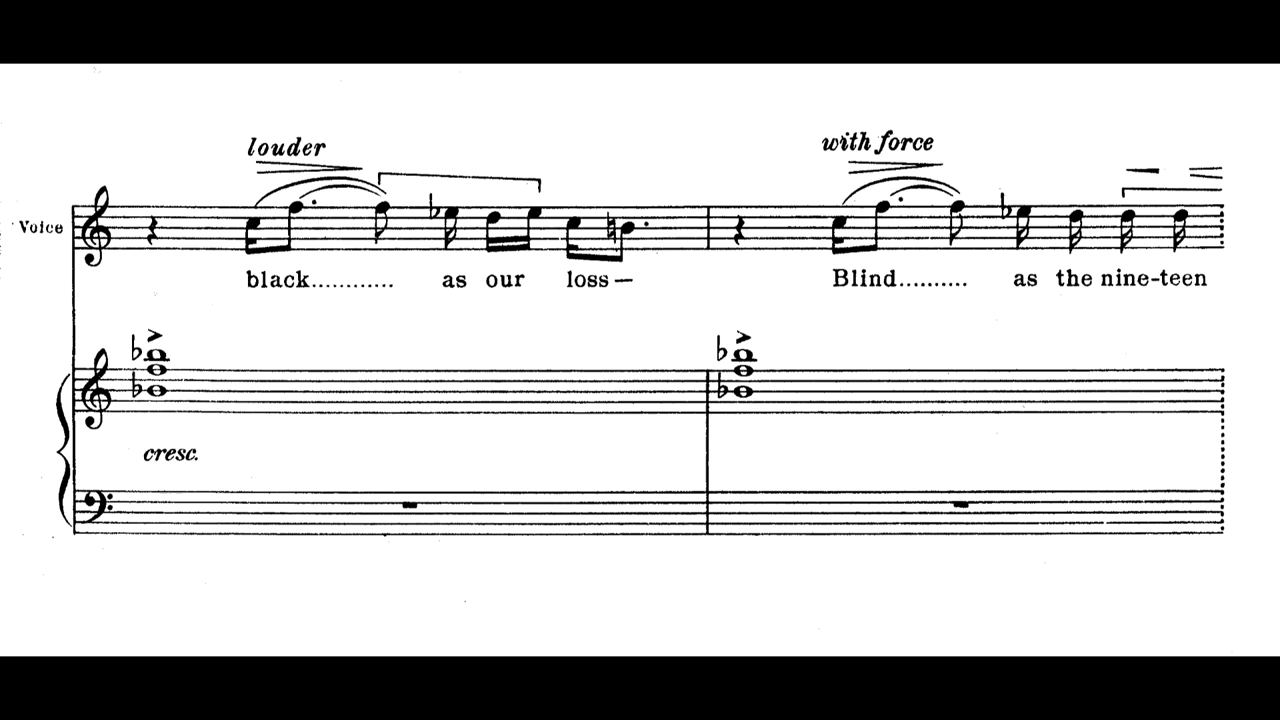 louder
with force
Voice
black............ as our loss—
Blind.......... as the nine-teen
cresc.